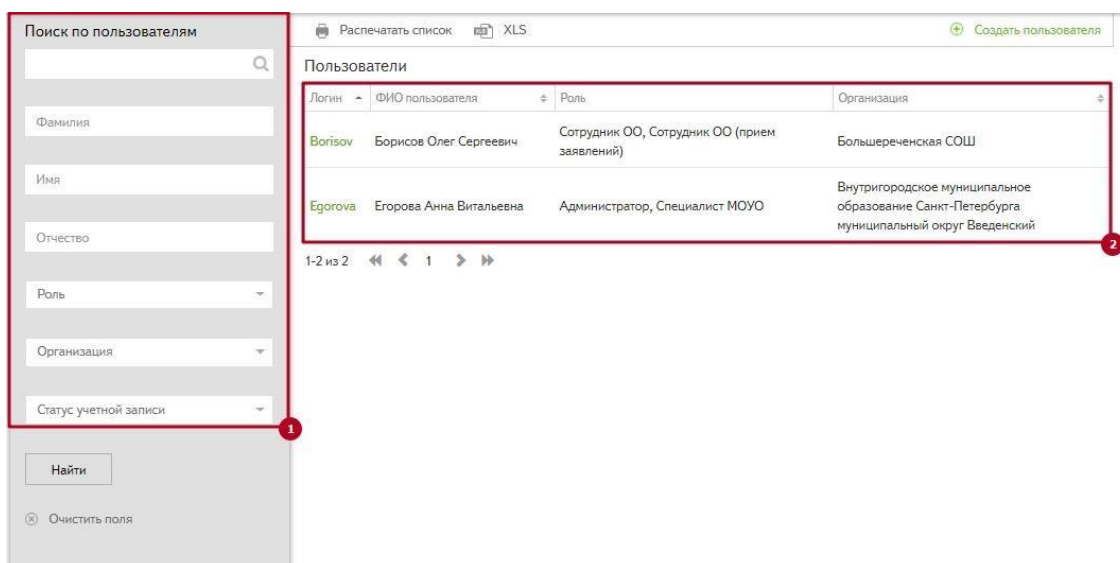 Поиск по пользователям
Фамилия
Имя
Отчество
Роль
Организация
Статус учетной записи
1
Найти
Очистить поля
Распечатать список XLS Создать пользователя
Пользователи
Логин ФИО пользователя Роль Организация
Borisov Борисов Олег Сергеевич Сотрудник ОО, Сотрудник ОО (прием
заявлений) Большереченская СОШ
Egorova Егорова Анна Витальевна Администратор, Специалист МОУО Внутригородское муниципальное
образование Санкт-Петербурга
муниципальный округ Введенский
2
1-2 из 2 1